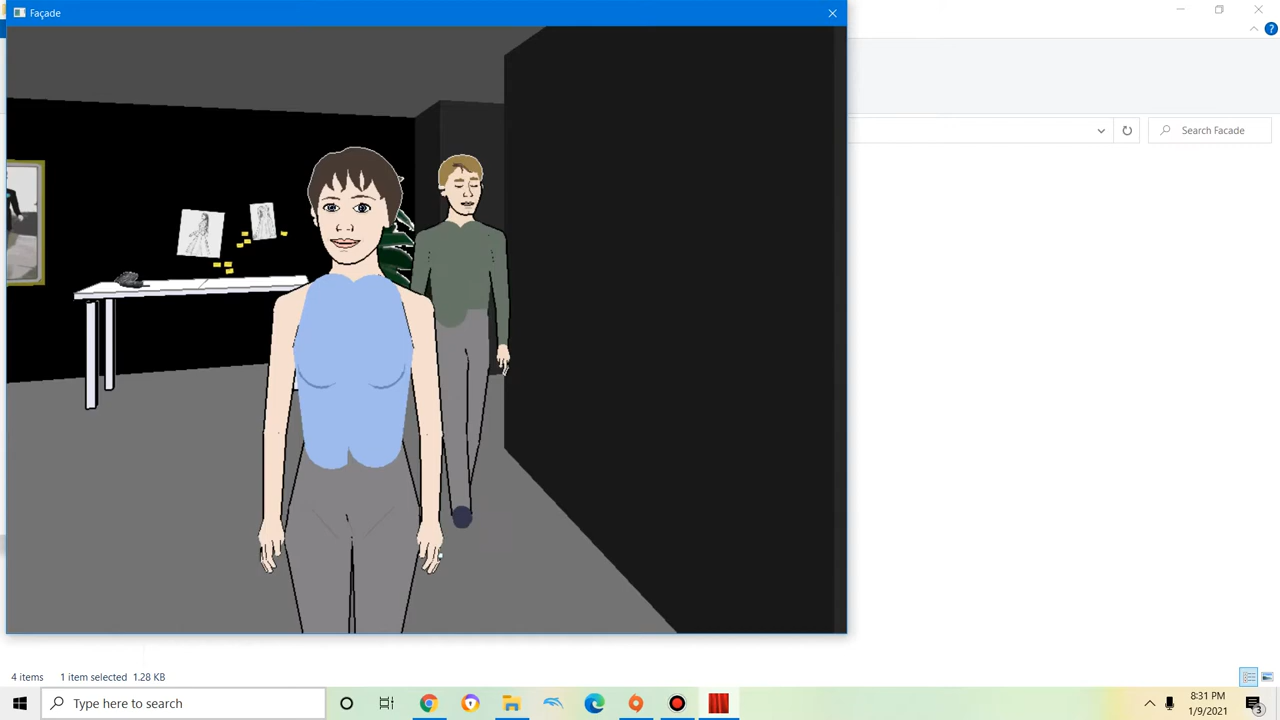 Façade
Search Facade
4 items 1 item selected 1.28 KB
Type here to search
8:31 PM
1/9/2021
3